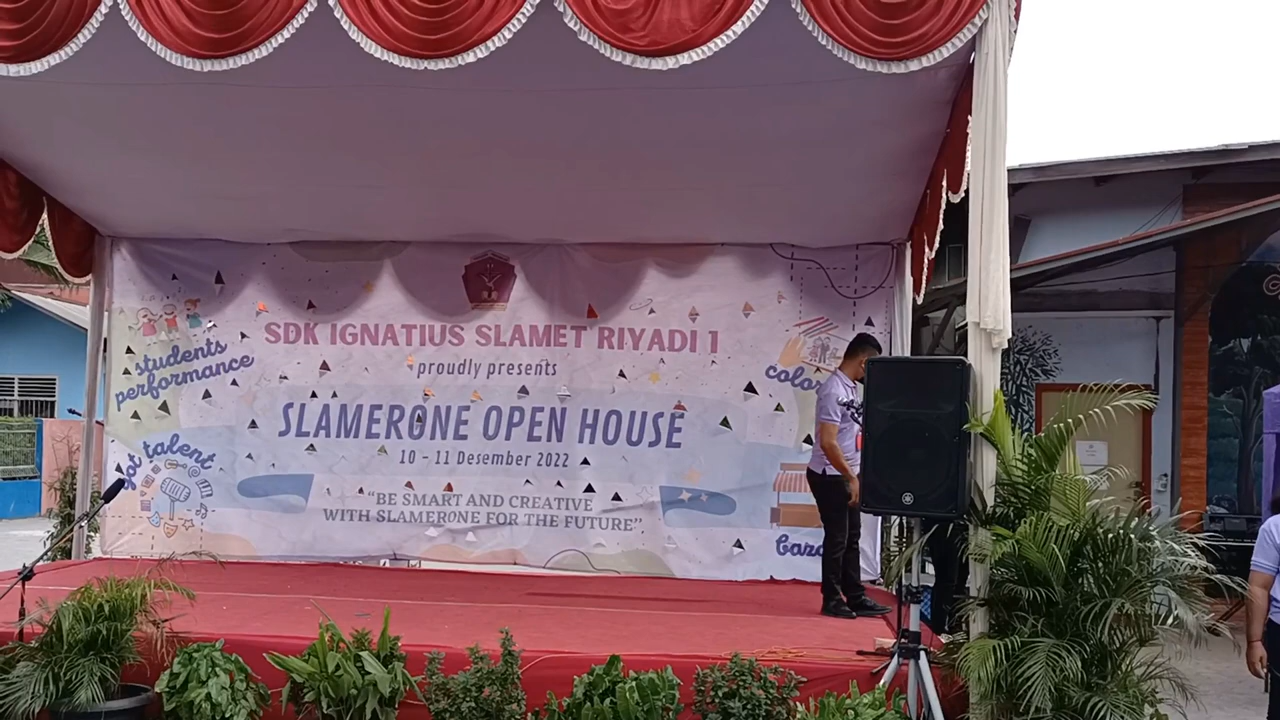 SDK IGNATIUS SLAMET RIYADI 1
proudly presents
SLAMERONE OPEN HOUSE
10 - 11 Desember 2022
"BE SMART AND CREATIVE
WITH SLAMERONE FOR THE FUTURE"
students
performance
got talent